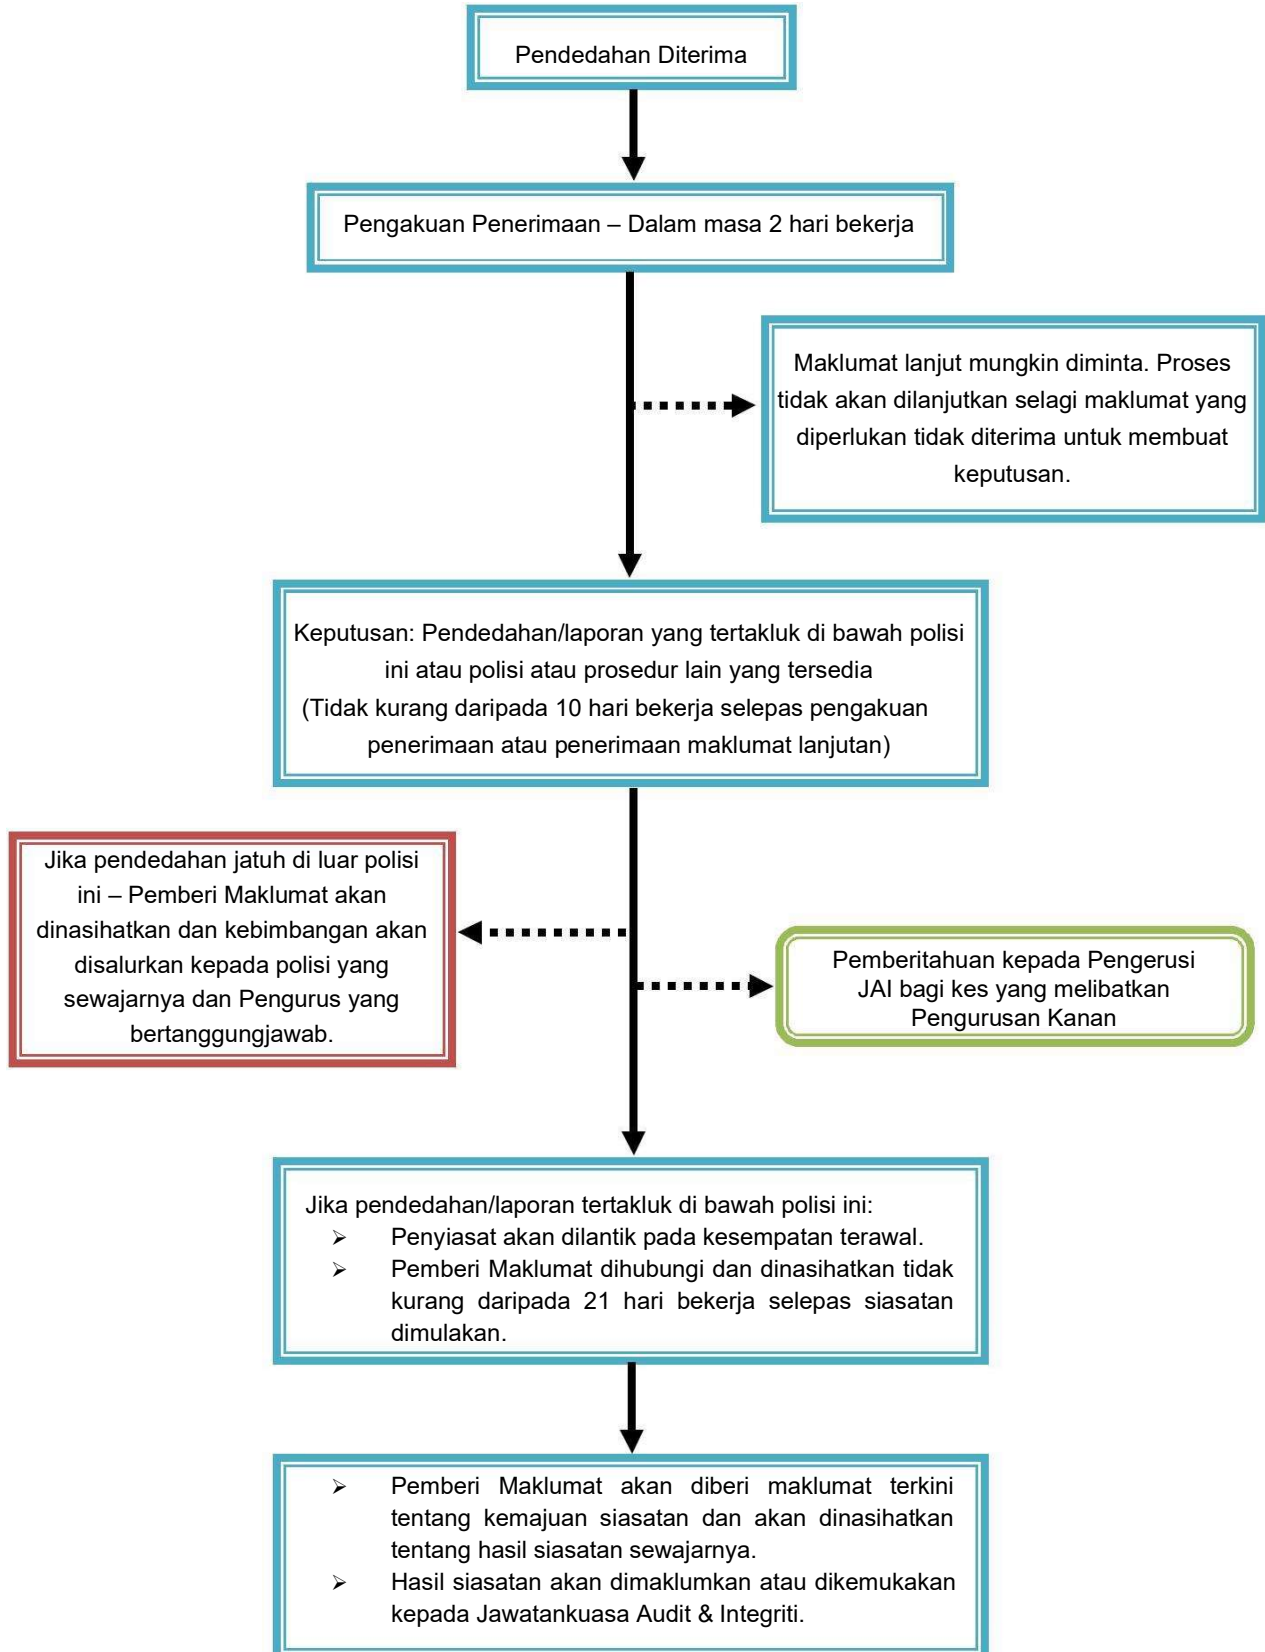 Pendedahan Diterima
Pengakuan Penerimaan – Dalam masa 2 hari bekerja
Maklumat lanjut mungkin diminta. Proses
tidak akan dilanjutkan selagi maklumat yang
diperlukan tidak diterima untuk membuat
keputusan.
Keputusan: Pendedahan/laporan yang tertakluk di bawah polisi
ini atau polisi atau prosedur lain yang tersedia
(Tidak kurang daripada 10 hari bekerja selepas pengakuan
penerimaan atau penerimaan maklumat lanjutan)
Jika pendedahan jatuh di luar polisi
ini – Pemberi Maklumat akan
dinasihatkan dan kebimbangan akan
disalurkan kepada polisi yang
sewajarnya dan Pengurus yang
bertanggungjawab.
Pemberitahuan kepada Pengerusi
JAI bagi kes yang melibatkan
Pengurusan Kanan
Jika pendedahan/laporan tertakluk di bawah polisi ini:
➢ Penyiasat akan dilantik pada kesempatan terawal.
➢ Pemberi Maklumat dihubungi dan dinasihatkan tidak
kurang daripada 21 hari bekerja selepas siasatan
dimulakan.
➢ Pemberi Maklumat akan diberi maklumat terkini
tentang kemajuan siasatan dan akan dinasihatkan
tentang hasil siasatan sewajarnya.
➢ Hasil siasatan akan dimaklumkan atau dikemukakan
kepada Jawatankuasa Audit & Integriti.